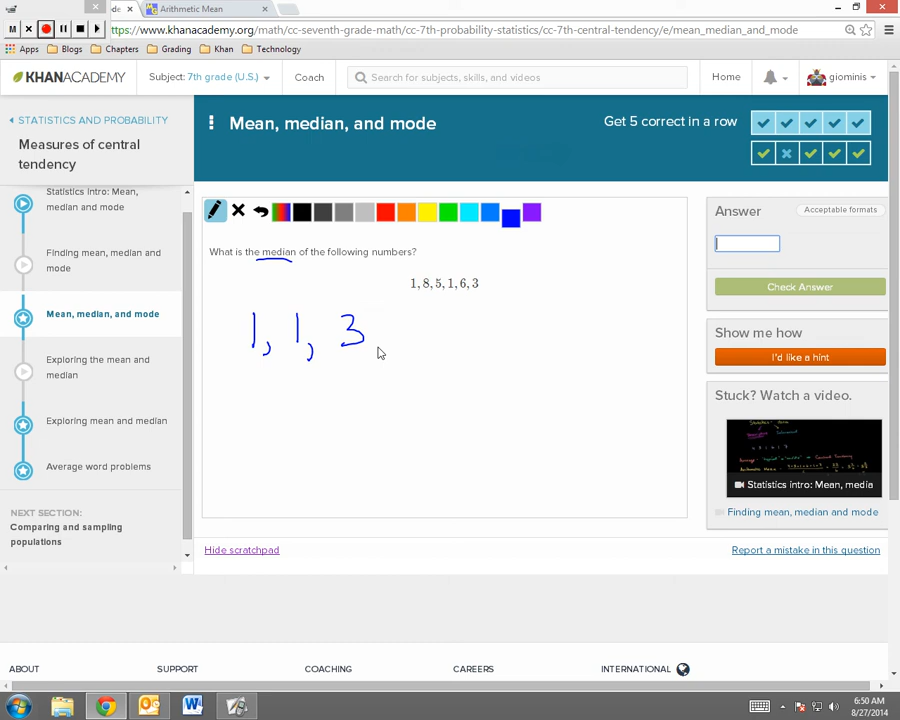 de
Arithmetic Mean
https://www.khanacademy.org/math/cc-seventh-grade-math/cc-7th-probability-statistics/cc-7th-central-tendency/e/mean_median_and_mode
Apps Blogs Chapters Grading Khan Technology
KHANACADEMY Subject: 7th grade (U.S.) Coach Search for subjects, skills, and videos Home giominis
STATISTICS AND PROBABILITY
Measures of central
tendency
Statistics intro: Mean,
median and mode
Finding mean, median and
mode
Mean, median, and mode
Exploring the mean and
median
Exploring mean and median
Average word problems
NEXT SECTION:
Comparing and sampling
populations
Mean, median, and mode
Get 5 correct in a row
What is the median of the following numbers?
1, 8, 5, 1, 6, 3
1, 1, 3
Hide scratchpad
Answer Acceptable formats
Check Answer
Show me how
I'd like a hint
Stuck? Watch a video.
Statistics intro: Mean, media
Finding mean, median and mode
Report a mistake in this question
ABOUT SUPPORT COACHING CAREERS INTERNATIONAL
6:50 AM
8/27/2014